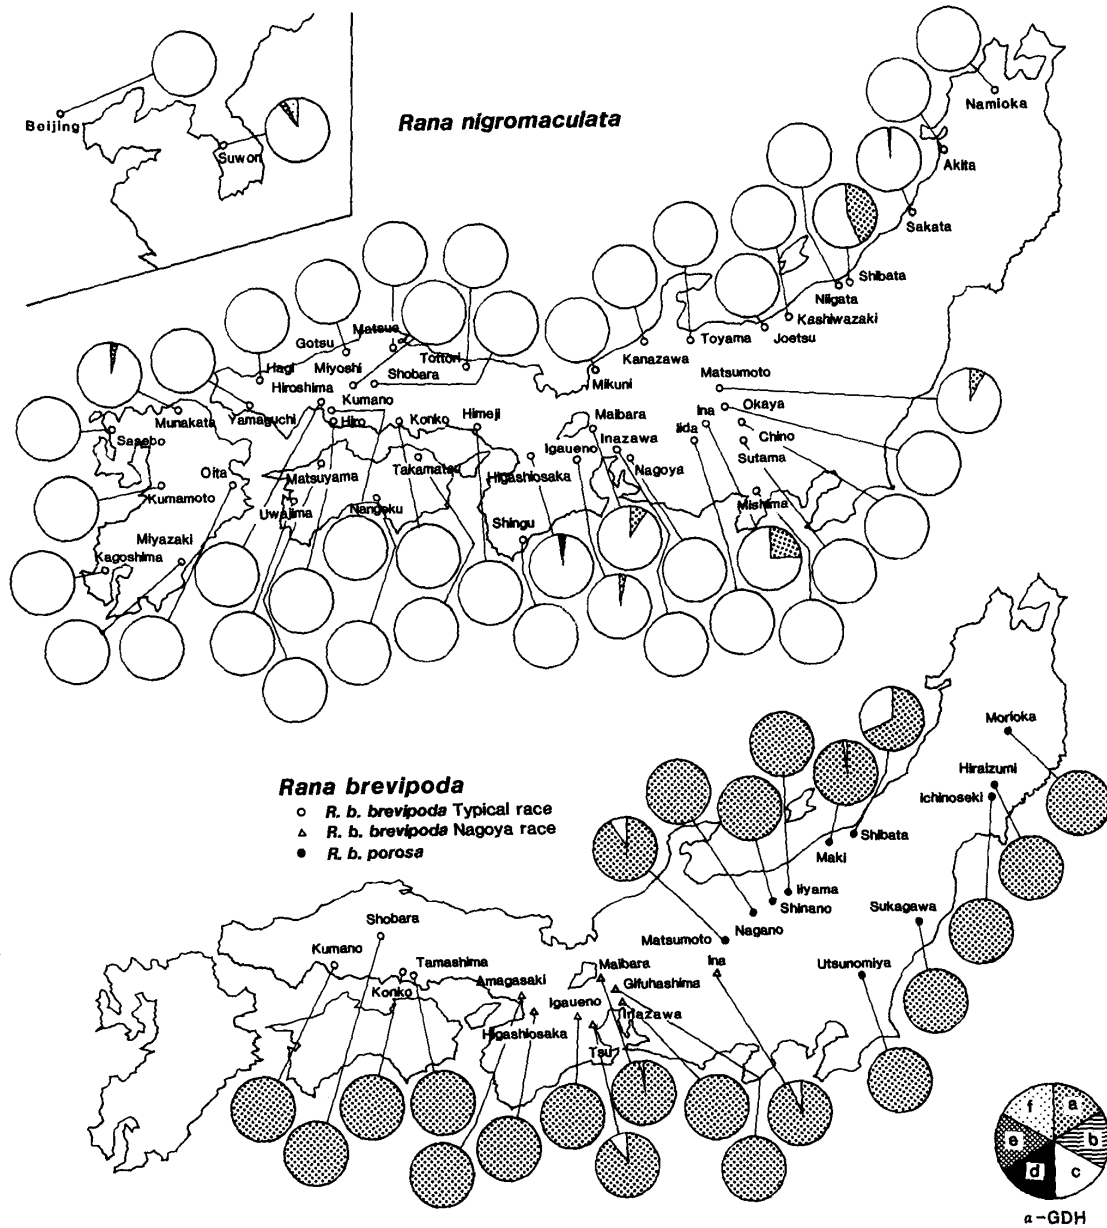 Beijing
Suwon
Rana nigromaculata
Namioka
Akita
Sakata
Shibata
Niigata
Kashiwazaki
Joetsu
Toyama
Kanazawa
Mikuni
Matsue
Gotsu
Miyoshi
Tottori
Shobara
Hagi
Hiroshima
Kumano
Munakata
Yamaguchi
Hiro
Konko
Himeji
Maibara
Matsumoto
Okaya
Ina
Iida
Chino
Sutama
Sasebo
Oita
Matsuyama
Takamatsu
Higashiosaka
Igaueno
Inazawa
Nagoya
Mishima
Kumamoto
Uwajima
Nangoku
Shingu
Miyazaki
Kagoshima
Rana brevipoda
R. b. brevipoda Typical race
R. b. brevipoda Nagoya race
R. b. porosa
Morioka
Hiraizumi
Ichinoseki
Shibata
Maki
Iiyama
Shinano
Nagano
Matsumoto
Sukagawa
Utsunomiya
Shobara
Kumano
Tamashima
Konko
Amagasaki
Higashiosaka
Igaueno
Maibara
Gifuhashima
Inazawa
Tsu
Ina
f a
e b
d c
α-GDH